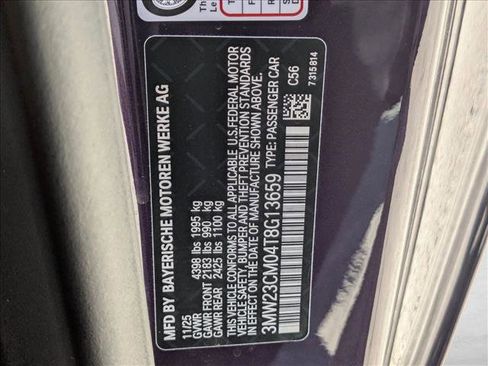 MFD BY BAYERISCHE MOTOREN WERKE AG
11/25
GVWR 4398 lbs 1995 kg
GAWR FRONT 2183 lbs 990 kg
GAWR REAR 2425 lbs 1100 kg
THIS VEHICLE CONFORMS TO ALL APPLICABLE U.S.FEDERAL MOTOR
VEHICLE SAFETY, BUMPER AND THEFT PREVENTION STANDARDS
IN EFFECT ON THE DATE OF MANUFACTURE SHOWN ABOVE.
3MW23CM04T8G13659 TYPE: PASSENGER CAR
C56
7315814
Th
Le
T
F
R
S